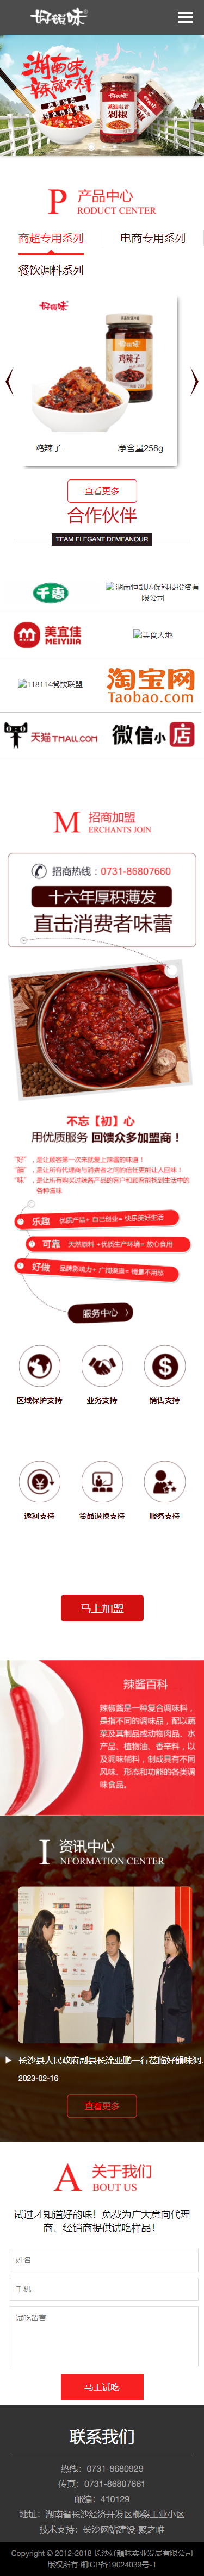 好韻味
湖南味
辣新鲜
剁椒
P 产品中心
RODUCT CENTER
商超专用系列 电商专用系列
餐饮调料系列
好韻味
鸡辣子
鸡辣子 净含量258g
查看更多
合作伙伴
TEAM ELEGANT DEMEANOUR
千惠 湖南恒凯环保科技投资有限公司
美宜佳 MEIYIJIA 美食天地
118114餐饮联盟 淘宝网 Taobao.com
天猫 TMALL.COM 微信小店
M 招商加盟
ERCHANTS JOIN
招商热线：0731-86807660
十六年厚积薄发
直击消费者味蕾
不忘【初】心
用优质服务 回馈众多加盟商！
“好”，是让顾客第一次来就爱上辣酱的味道！
“韻”，是让所有代理商与消费者之间的信任更能让人回味！
“味”，是让所有购买过辣酱产品的客户和顾客能找到生活中的
各种滋味
乐趣 优质产品+ 自己创业= 快乐美好生活
可靠 天然原料 +优质生产环境= 放心食用
好做 品牌影响力+ 广阔渠道= 销量不用愁
服务中心
区域保护支持 业务支持 销售支持
返利支持 货品退换支持 服务支持
马上加盟
辣酱百科
辣椒酱是一种复合调味料，
是指不同的调味品，配以蔬
菜及其制品或动物肉品、水
产品、植物油、香辛料，以
及调味辅料，制成具有不同
风味、形态和功能的各类调
味食品。
I 资讯中心
NFORMATION CENTER
长沙县人民政府副县长涂亚鹏一行莅临好韻味调..
2023-02-16
查看更多
A 关于我们
BOUT US
试过才知道好韵味！免费为广大意向代理
商、经销商提供试吃样品！
姓名
手机
试吃留言
马上试吃
联系我们
热线：0731-8680929
传真：0731-86807661
邮编：410129
地址：湖南省长沙经济开发区榔梨工业小区
技术支持：长沙网站建设-聚之唯
Copyright © 2012-2018 长沙好韻味实业发展有限公司
版权所有 湘ICP备19024039号-1